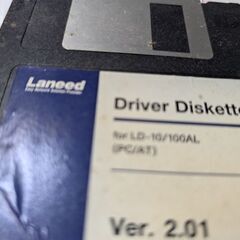 Laneed
Driver Diskette
for LD-10/100AL
(PC/AT)
Ver. 2.01